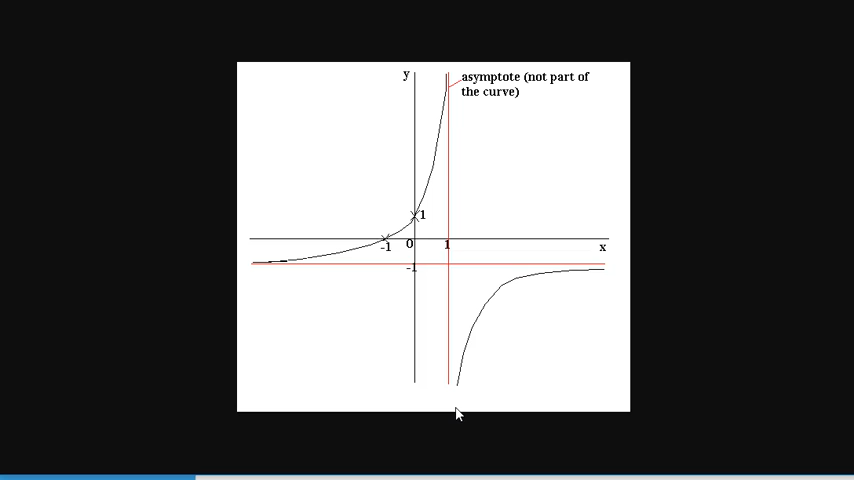 y
asymptote (not part of
the curve)
1
-1
0
1
x
-1